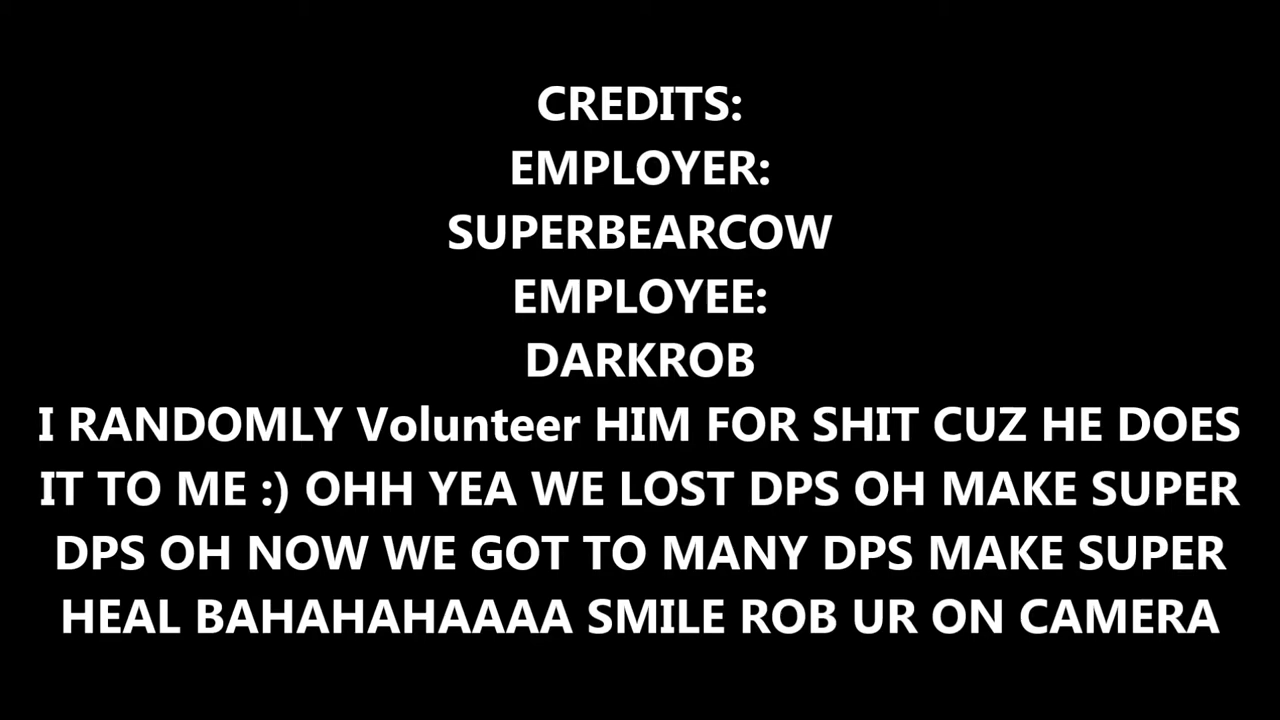 CREDITS:
EMPLOYER:
SUPERBEARCOW
EMPLOYEE:
DARKROB
I RANDOMLY Volunteer HIM FOR SHIT CUZ HE DOES
IT TO ME :) OHH YEA WE LOST DPS OH MAKE SUPER
DPS OH NOW WE GOT TO MANY DPS MAKE SUPER
HEAL BAHAHAHAAAA SMILE ROB UR ON CAMERA